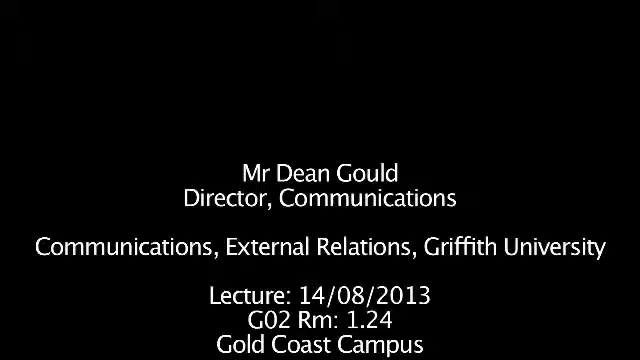 Mr Dean Gould
Director, Communications
Communications, External Relations, Griffith University
Lecture: 14/08/2013
G02 Rm: 1.24
Gold Coast Campus